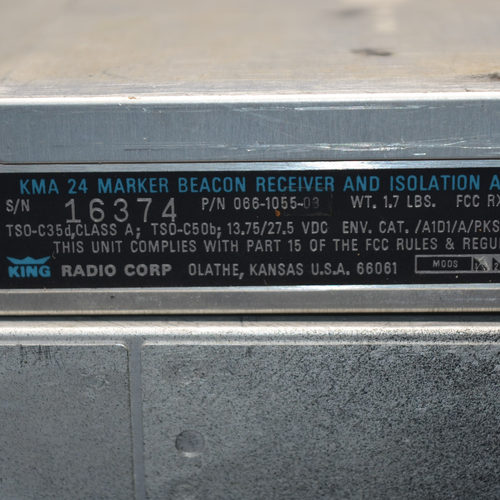 KMA 24 MARKER BEACON RECEIVER AND ISOLATION A
S/N 16374 P/N 066-1055-03 WT. 1.7 LBS. FCC RX
TSO-C35d,CLASS A; TSO-C50b; 13.75/27.5 VDC ENV. CAT. /A1D1/A/PKS
THIS UNIT COMPLIES WITH PART 15 OF THE FCC RULES & REGU
KING RADIO CORP OLATHE, KANSAS U.S.A. 66061 MODS